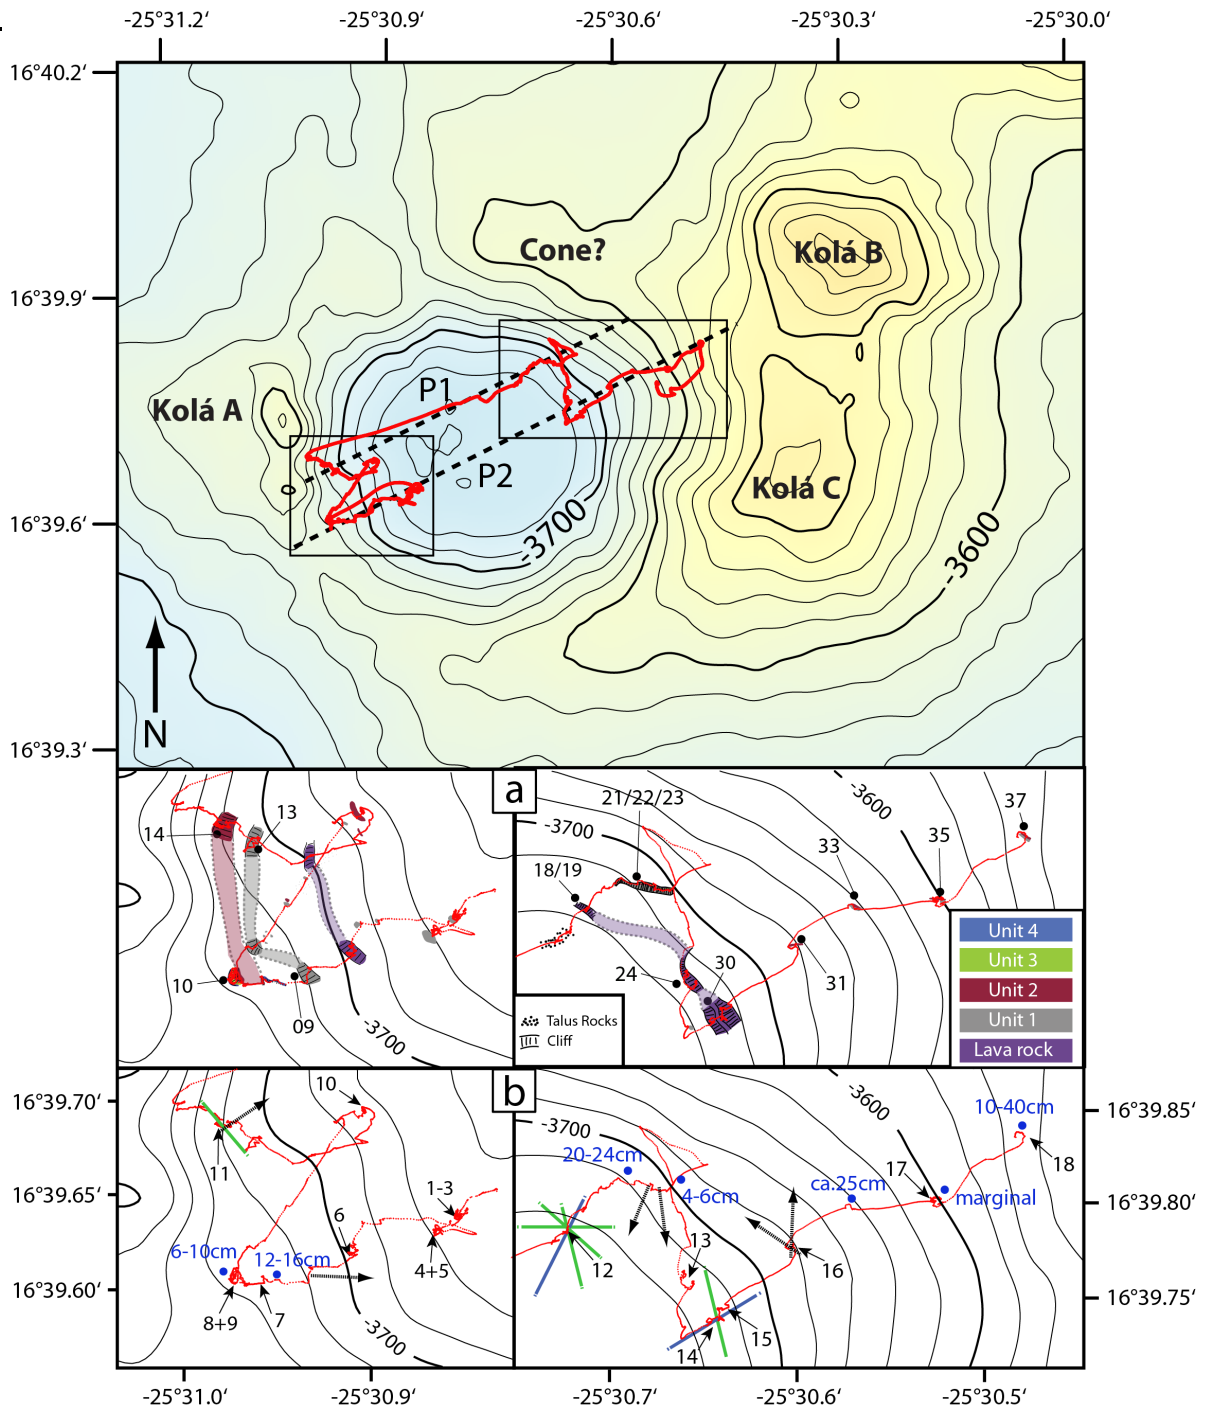 -25°31.2‘ -25°30.9‘ -25°30.6‘ -25°30.3‘ -25°30.0‘
16°40.2‘
16°39.9‘
16°39.6‘
16°39.3‘
Cone?
Kolá B
Kolá A
P1
P2
Kolá C
-3700
-3600
N
a
13
14
10
09
-3700
21/22/23
-3700
18/19
-3600
33
35
37
24
30
31
Talus Rocks
Cliff
Unit 4
Unit 3
Unit 2
Unit 1
Lava rock
b
16°39.70‘
16°39.65‘
16°39.60‘
10
11
1-3
6
6-10cm
12-16cm
4+5
8+9
7
-3700
-3700
20-24cm
4-6cm
-3600
10-40cm
18
17
ca.25cm
marginal
12
13
16
15
14
16°39.85‘
16°39.80‘
16°39.75‘
-25°31.0‘ -25°30.9‘ -25°30.7‘ -25°30.6‘ -25°30.5‘